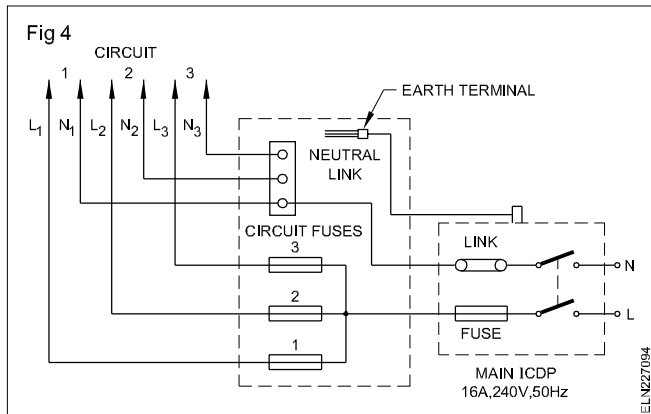 Fig 4
CIRCUIT
1 2 3
L1 N1 L2 N2 L3 N3
EARTH TERMINAL
NEUTRAL
LINK
CIRCUIT FUSES
3
2
1
LINK
N
L
FUSE
MAIN ICDP
16A,240V,50Hz
ELN227094